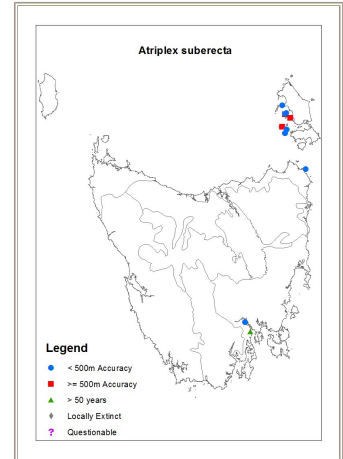 Atriplex suberecta
Legend
< 500m Accuracy
>= 500m Accuracy
> 50 years
Locally Extinct
? Questionable